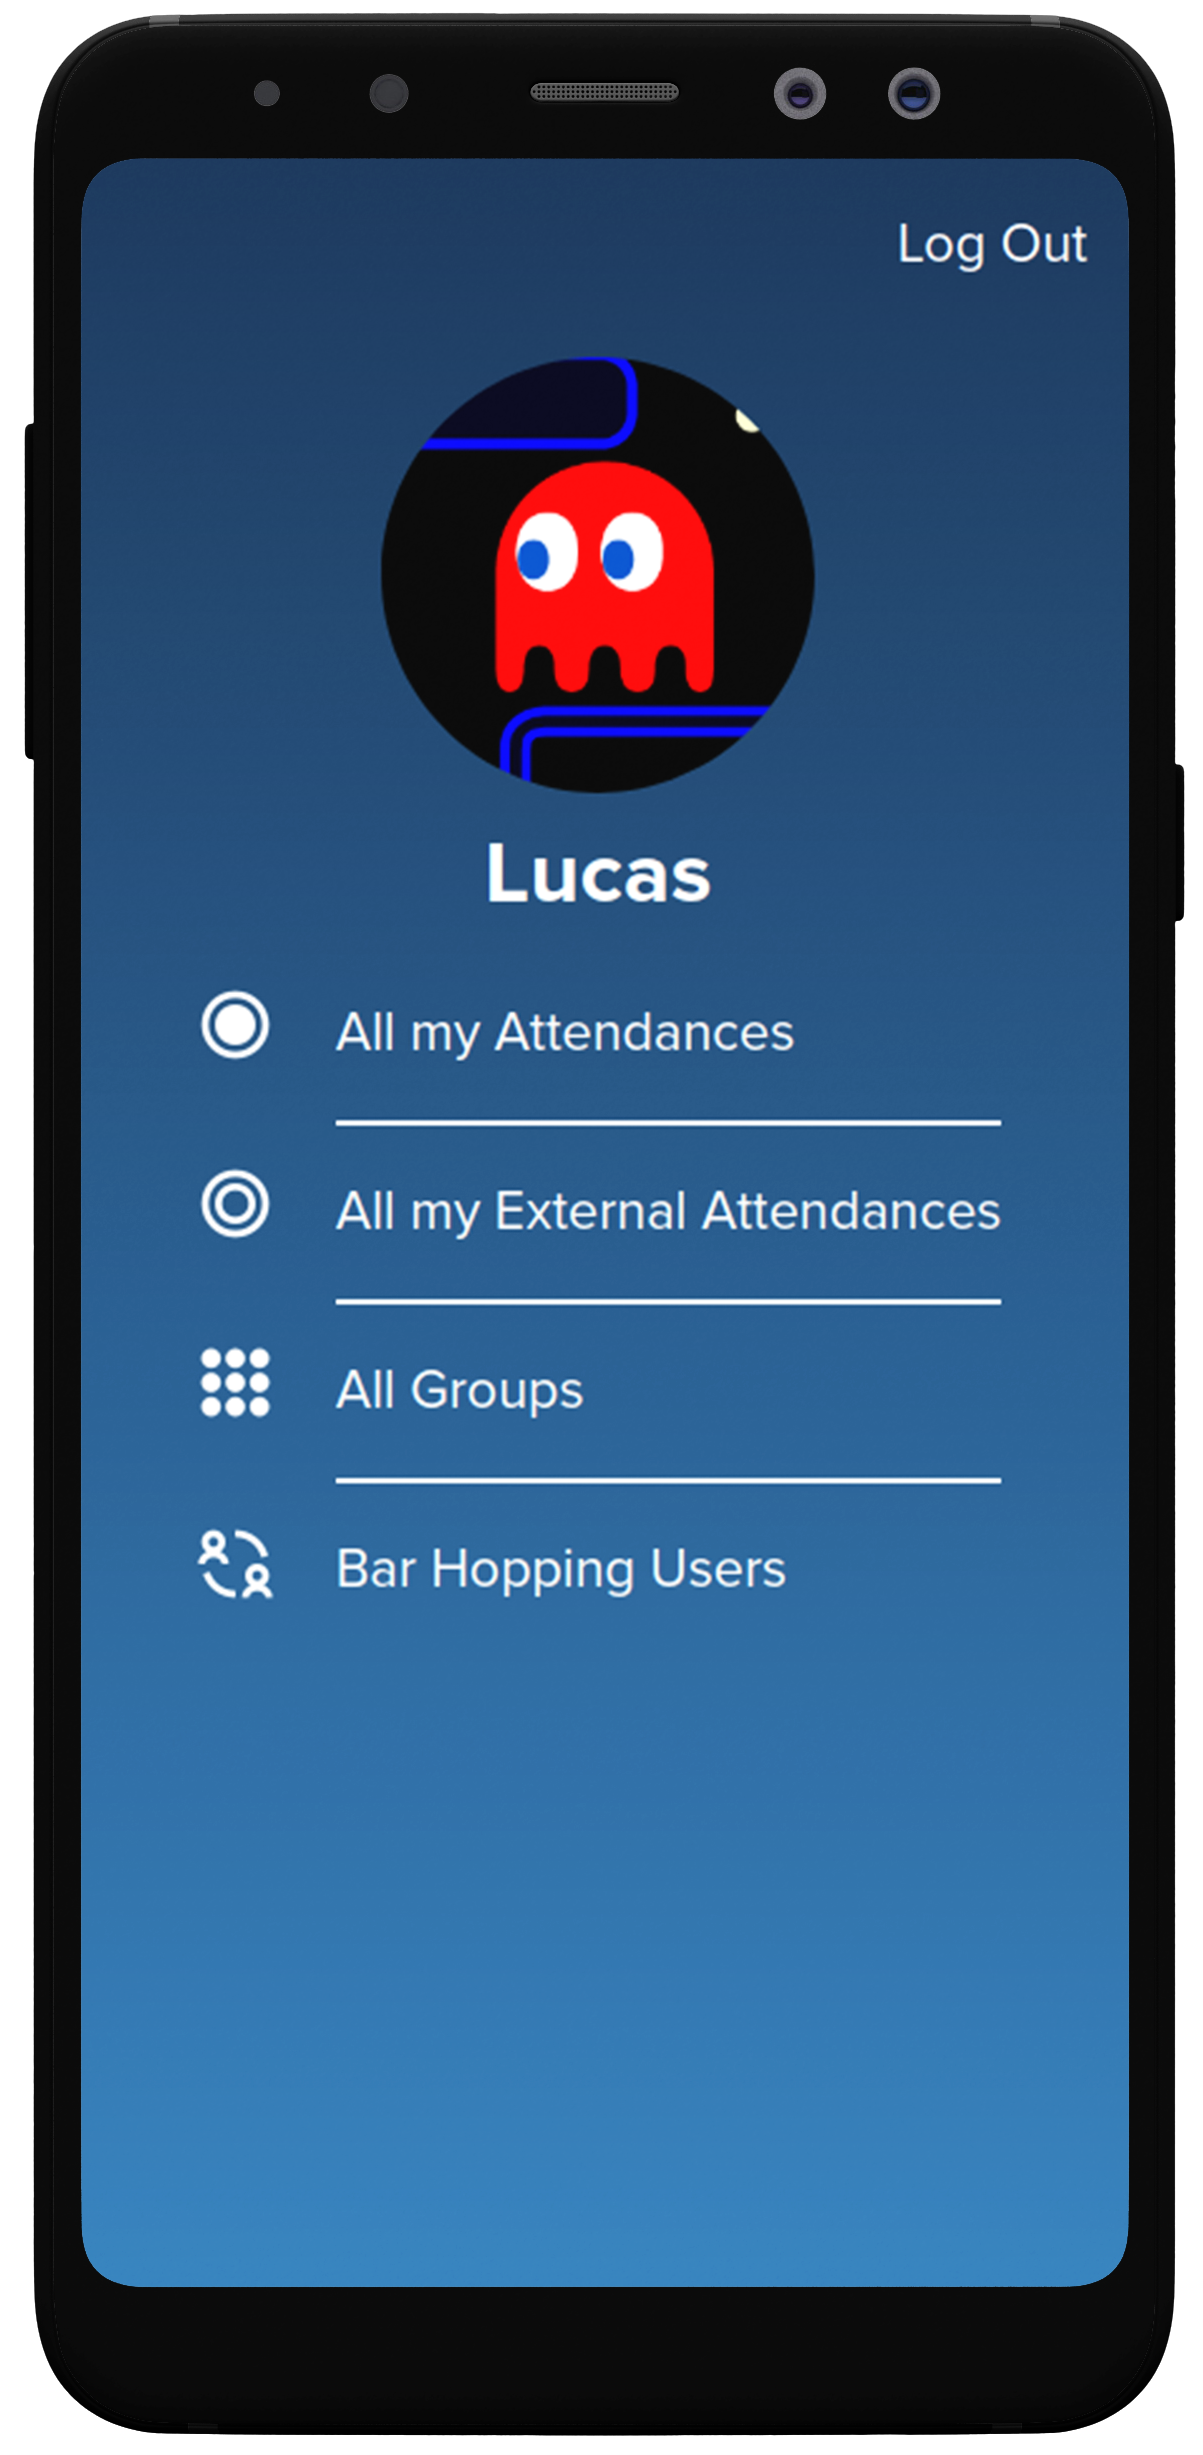 Log Out
Lucas
All my Attendances
All my External Attendances
All Groups
Bar Hopping Users